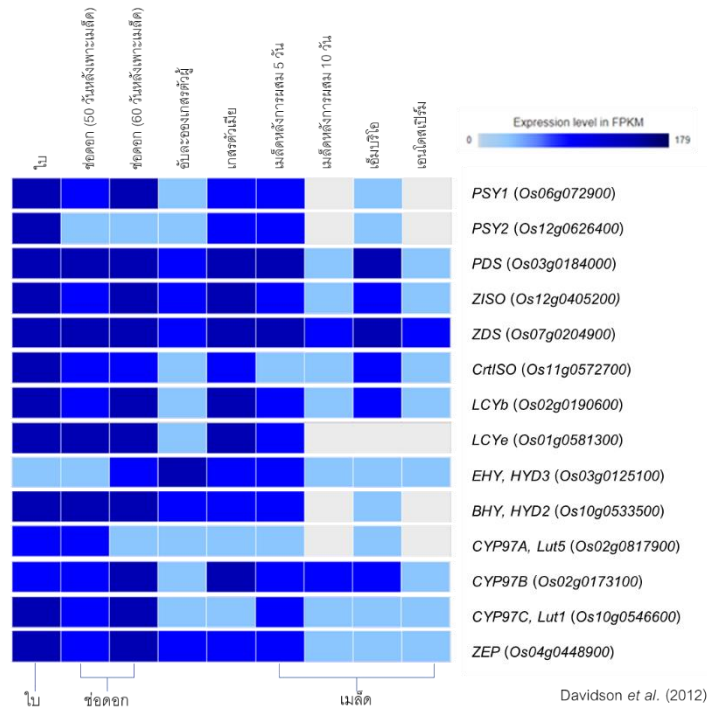 ใบ
ช่อดอก (50 วันหลังเพาะเมล็ด)
ช่อดอก (60 วันหลังเพาะเมล็ด)
อับละอองเกสรตัวผู้
เกสรตัวเมีย
เมล็ดหลังการผสม 5 วัน
เมล็ดหลังการผสม 10 วัน
เอ็มบริโอ
เอนโดสเปิร์ม
Expression level in FPKM
0 179
PSY1 (Os06g072900)
PSY2 (Os12g0626400)
PDS (Os03g0184000)
ZISO (Os12g0405200)
ZDS (Os07g0204900)
CrtISO (Os11g0572700)
LCYb (Os02g0190600)
LCYe (Os01g0581300)
EHY, HYD3 (Os03g0125100)
BHY, HYD2 (Os10g0533500)
CYP97A, Lut5 (Os02g0817900)
CYP97B (Os02g0173100)
CYP97C, Lut1 (Os10g0546600)
ZEP (Os04g0448900)
ใบ ช่อดอก เมล็ด
Davidson et al. (2012)